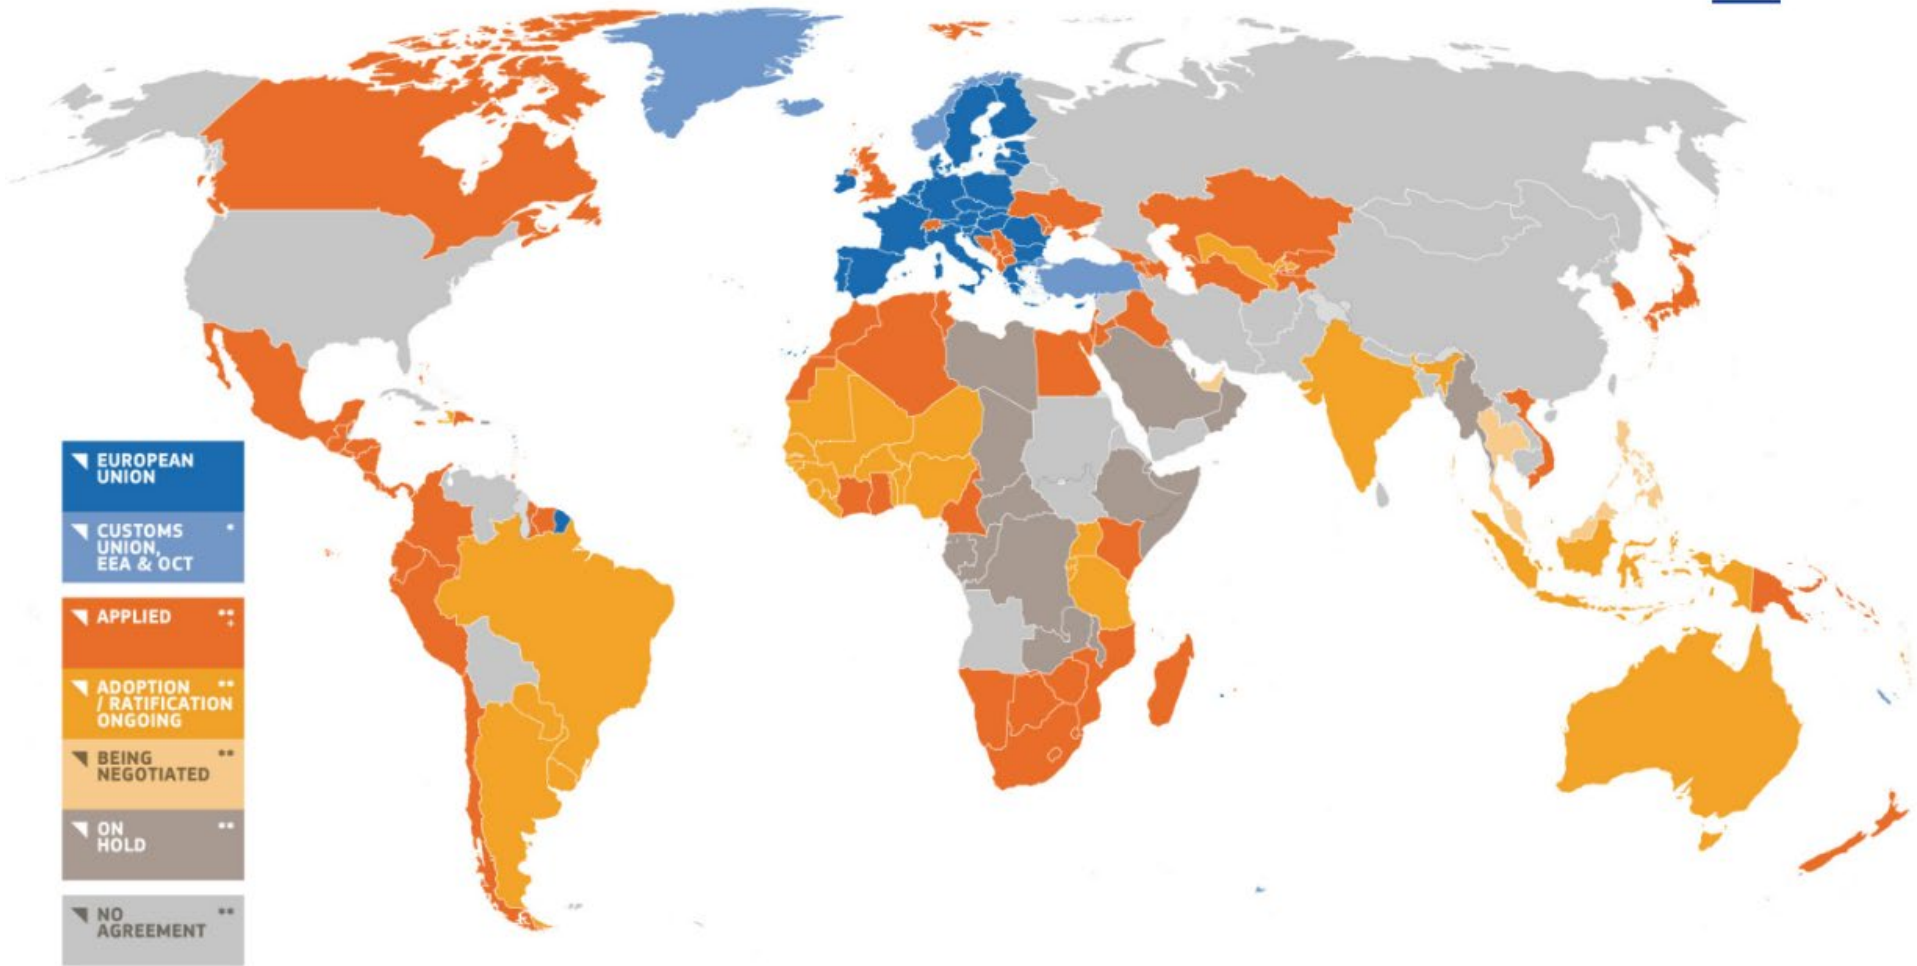 EUROPEAN
UNION
CUSTOMS *
UNION,
EEA & OCT
APPLIED **
+
ADOPTION **
/ RATIFICATION
ONGOING
BEING **
NEGOTIATED
ON **
HOLD
NO **
AGREEMENT